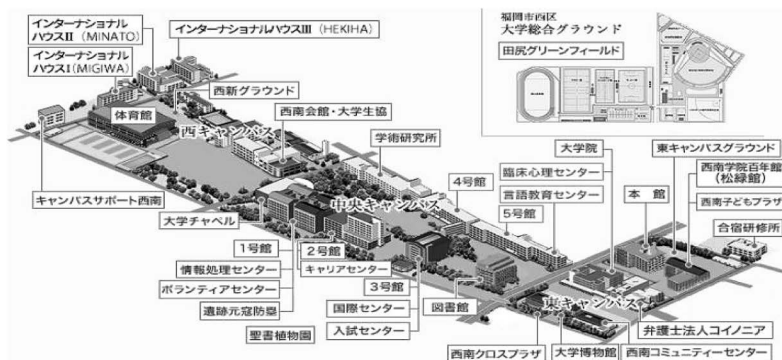 インターナショナル
ハウスII (MINATO)
インターナショナルハウスIII (HEKIHA)
インターナショナル
ハウスI (MIGIWA)
西新グラウンド
体育館
西南会館・大学生協
西キャンパス
学術研究所
キャンパスサポート西南
大学チャペル
中央キャンパス
4号館
5号館
1号館
情報処理センター
ボランティアセンター
遺跡元寇防塁
聖書植物園
2号館
キャリアセンター
3号館
国際センター
入試センター
図書館
福岡市西区
大学総合グラウンド
田尻グリーンフィールド
大学院
臨床心理センター
言語教育センター
東キャンパスグラウンド
西南学院百年館
(松緑館)
本館
西南子どもプラザ
合宿研修所
東キャンパス
弁護士法人コイノニア
西南クロスプラザ
大学博物館
西南コミュニティーセンター